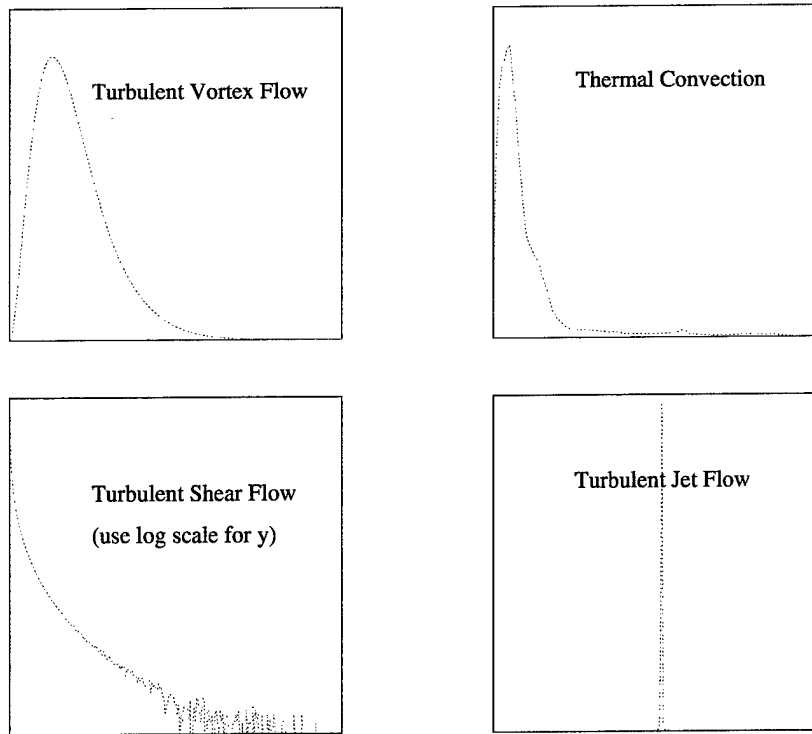 Turbulent Vortex Flow
Thermal Convection
Turbulent Shear Flow
(use log scale for y)
Turbulent Jet Flow